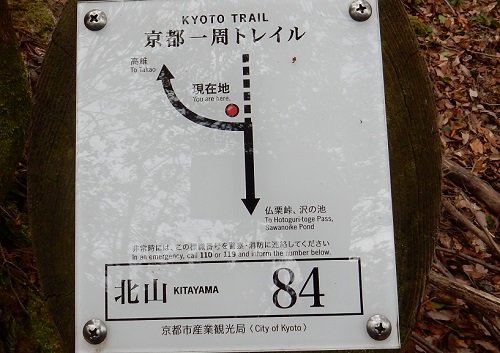 KYOTO TRAIL
京都一周トレイル
高雄
To Takao
現在地
You are here.
仏栗峠、沢の池
To Hotoguri-toge Pass,
Sawanoike Pond
非常時には、この標識番号を警察・消防に連絡してください
In an emergency, call 110 or 119 and inform the number below.
北山 KITAYAMA 84
京都市産業観光局 (City of Kyoto)